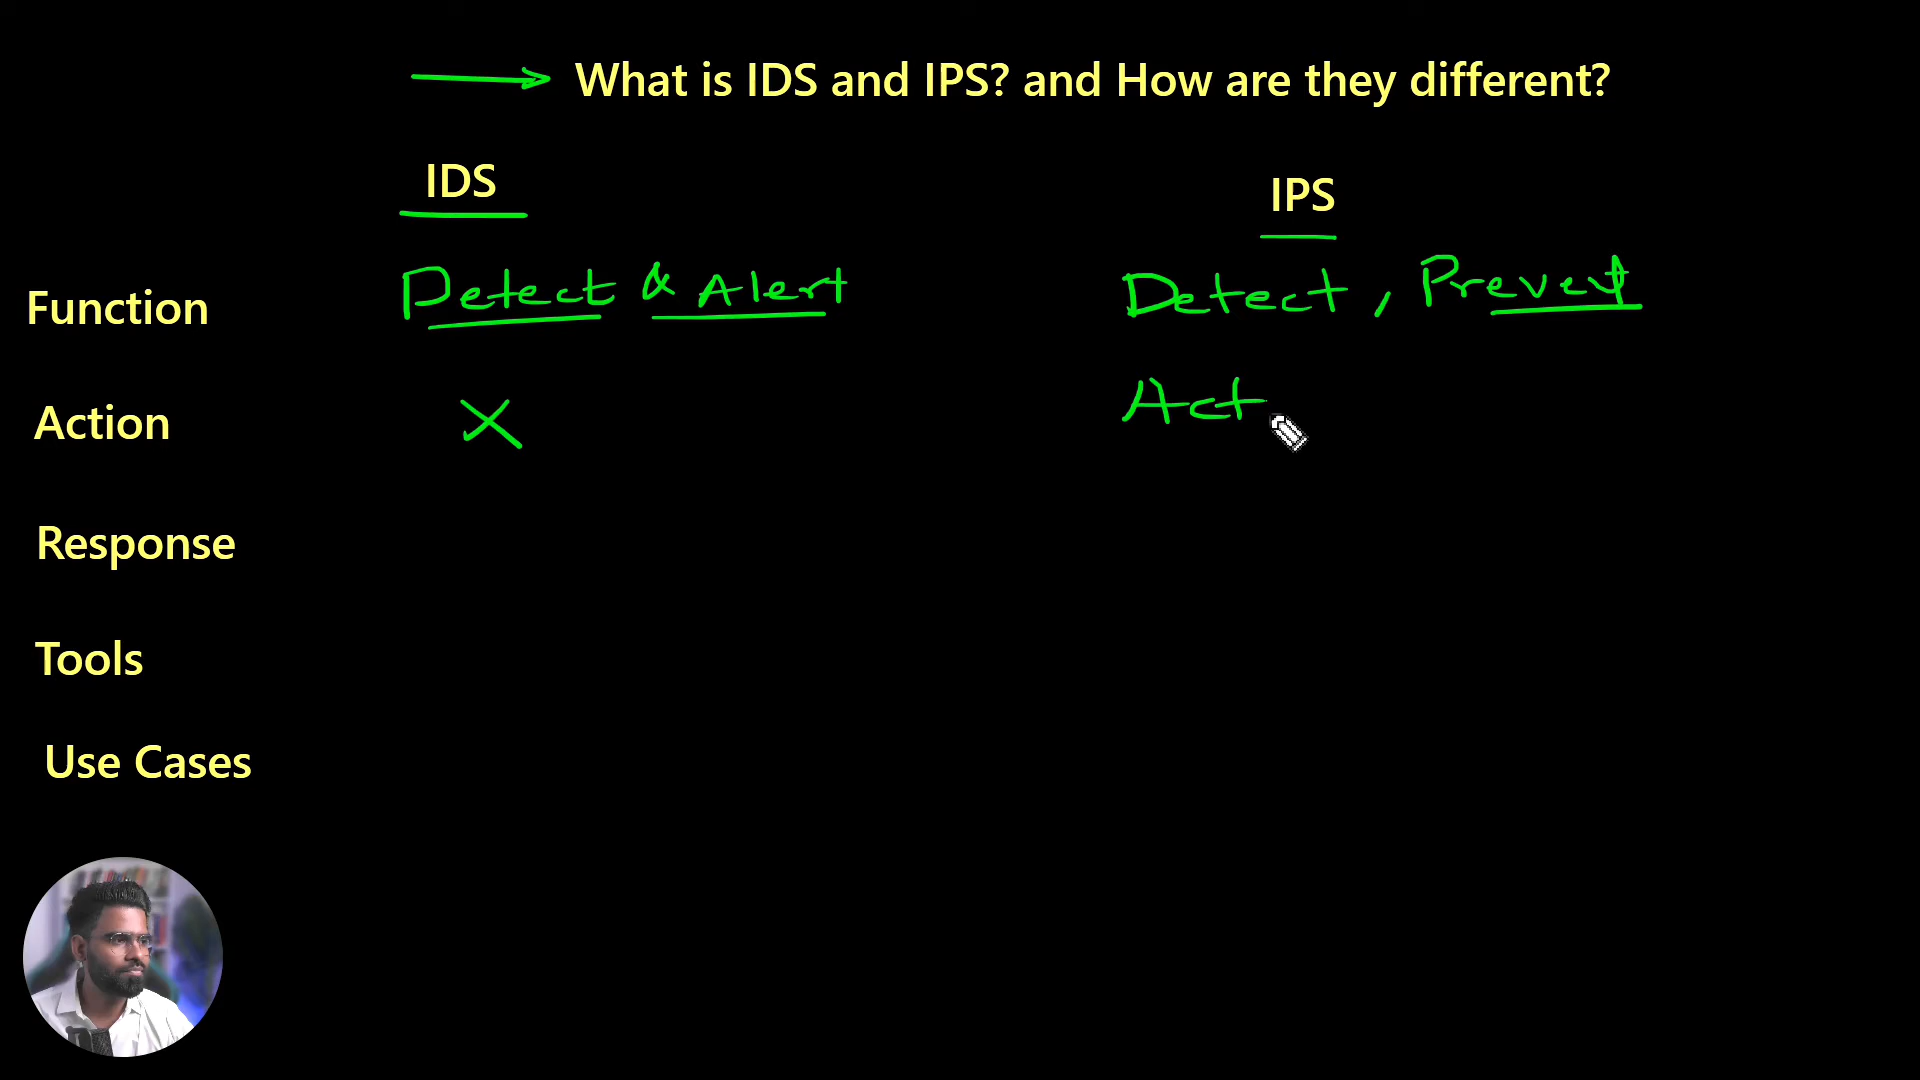 What is IDS and IPS? and How are they different?
IDS
IPS
Function
Detect & Alert
Detect, Prevet
Action
X
Act
Response
Tools
Use Cases